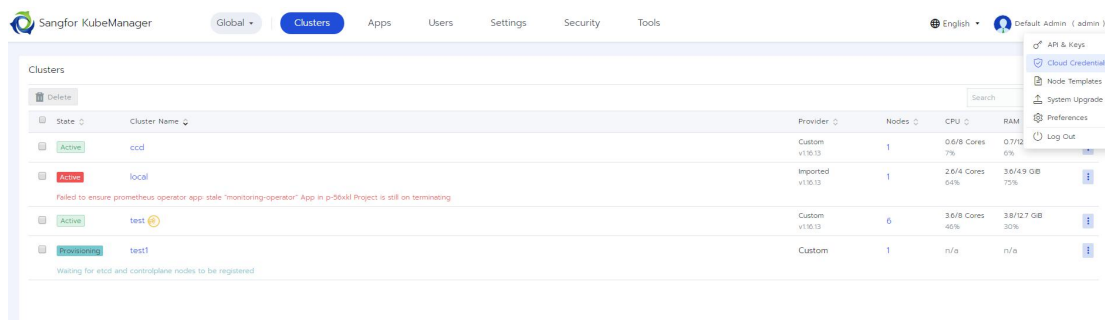 Sangfor KubeManager Global Clusters Apps Users Settings Security Tools English Default Admin ( admin )
API & Keys
Cloud Credential
Node Templates
System Upgrade
Preferences
Log Out
Clusters
Delete Search
State Cluster Name Provider Nodes CPU RAM
Active ccd Custom 1 0.6/8 Cores 0.7/12
v1.16.13 7% 6%
Active local Imported 1 2.6/4 Cores 3.6/4.9 GiB
v1.16.13 64% 75%
Failed to ensure prometheus operator app: stale "monitoring-operator" App in p-56xkl Project is still on terminating
Active test Custom 6 3.6/8 Cores 3.8/12.7 GiB
v1.16.13 46% 30%
Provisioning test1 Custom 1 n/a n/a
Waiting for etcd and controlplane nodes to be registered